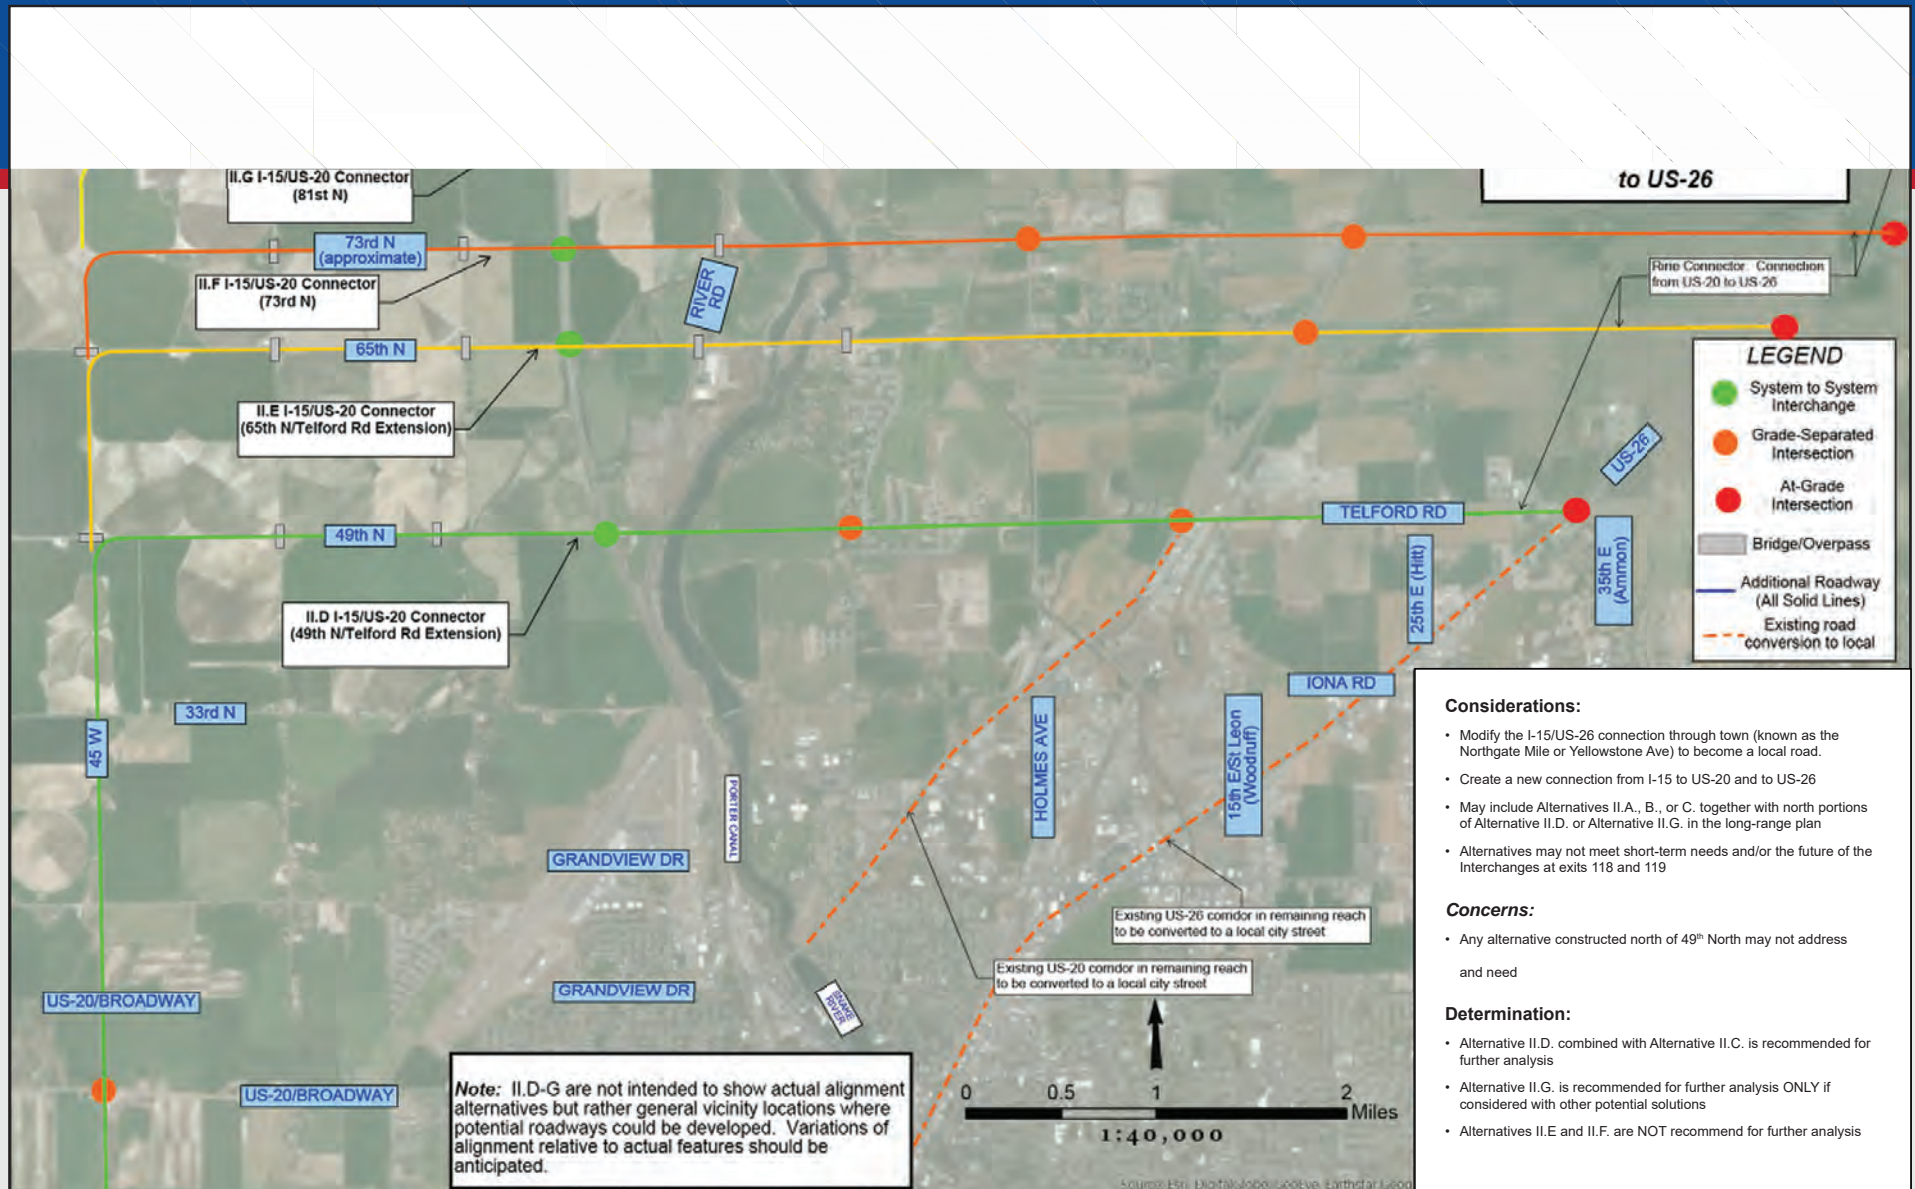 II.G I-15/US-20 Connector
(81st N)
to US-26
73rd N
(approximate)
II.F I-15/US-20 Connector
(73rd N)
RIVER
RD
Rine Connector. Connection
from US-20 to US-26
65th N
II.E I-15/US-20 Connector
(65th N/Telford Rd Extension)
LEGEND
System to System
Interchange
Grade-Separated
Intersection
At-Grade
Intersection
Bridge/Overpass
Additional Roadway
(All Solid Lines)
Existing road
conversion to local
US-26
TELFORD RD
49th N
25th E (Hitt)
35th E
(Ammon)
II.D I-15/US-20 Connector
(49th N/Telford Rd Extension)
IONA RD
33rd N
45 W
HOLMES AVE
15th E/St Leon
(Woodruff)
PORTER CANAL
GRANDVIEW DR
Existing US-26 corridor in remaining reach
to be converted to a local city street
Existing US-20 corridor in remaining reach
to be converted to a local city street
GRANDVIEW DR
SNAKE
RIVER
US-20/BROADWAY
US-20/BROADWAY
Note: II.D-G are not intended to show actual alignment
alternatives but rather general vicinity locations where
potential roadways could be developed. Variations of
alignment relative to actual features should be
anticipated.
0 0.5 1 2
Miles
1:40,000
Source: Esri, DigitalGlobe, GeoEye, Earthstar Geog
Considerations:
• Modify the I-15/US-26 connection through town (known as the
Northgate Mile or Yellowstone Ave) to become a local road.
• Create a new connection from I-15 to US-20 and to US-26
• May include Alternatives II.A., B., or C. together with north portions
of Alternative II.D. or Alternative II.G. in the long-range plan
• Alternatives may not meet short-term needs and/or the future of the
Interchanges at exits 118 and 119
Concerns:
• Any alternative constructed north of 49th North may not address
and need
Determination:
• Alternative II.D. combined with Alternative II.C. is recommended for
further analysis
• Alternative II.G. is recommended for further analysis ONLY if
considered with other potential solutions
• Alternatives II.E and II.F. are NOT recommend for further analysis